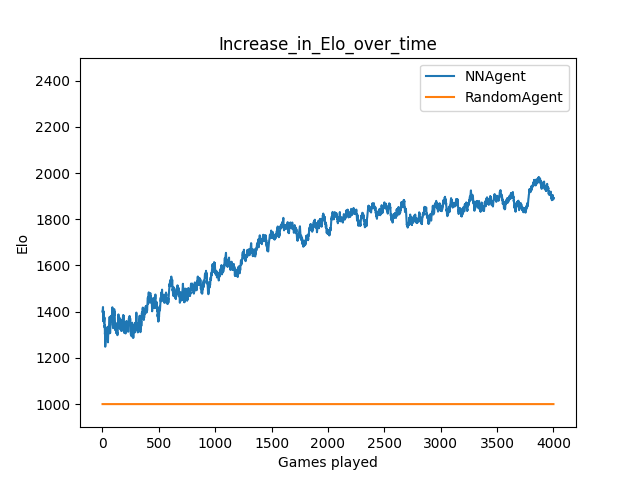 Increase_in_Elo_over_time
NNAgent
RandomAgent
2400
2200
2000
1800
1600
1400
1200
1000
Elo
0 500 1000 1500 2000 2500 3000 3500 4000
Games played